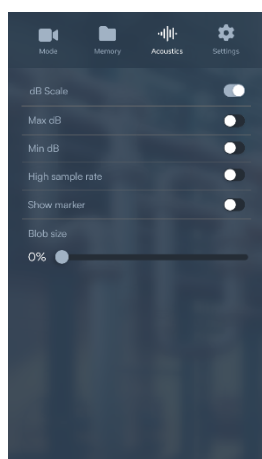 Mode Memory Acoustics Settings
dB Scale
Max dB
Min dB
High sample rate
Show marker
Blob size
0%